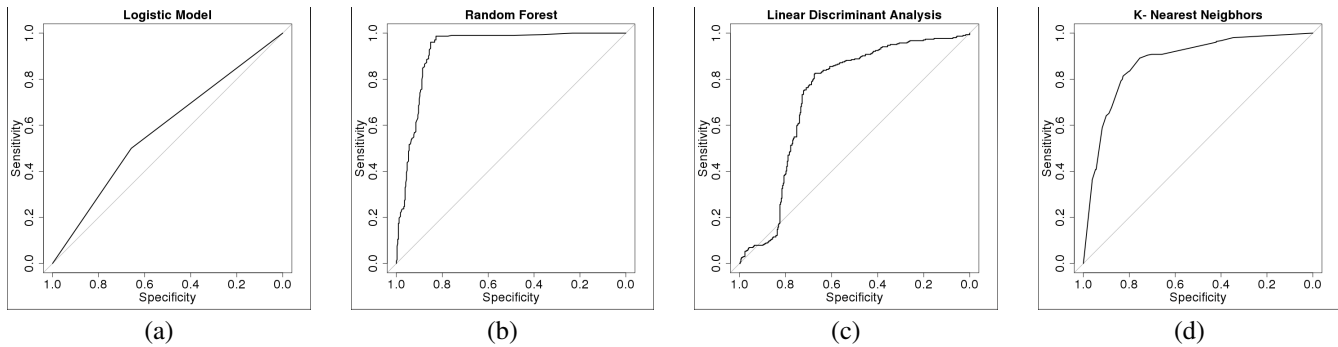 Logistic Model
Sensitivity
0.0 0.2 0.4 0.6 0.8 1.0
1.0 0.8 0.6 0.4 0.2 0.0
Specificity
(a)
Random Forest
Sensitivity
0.0 0.2 0.4 0.6 0.8 1.0
1.0 0.8 0.6 0.4 0.2 0.0
Specificity
(b)
Linear Discriminant Analysis
Sensitivity
0.0 0.2 0.4 0.6 0.8 1.0
1.0 0.8 0.6 0.4 0.2 0.0
Specificity
(c)
K- Nearest Neigbhors
Sensitivity
0.0 0.2 0.4 0.6 0.8 1.0
1.0 0.8 0.6 0.4 0.2 0.0
Specificity
(d)